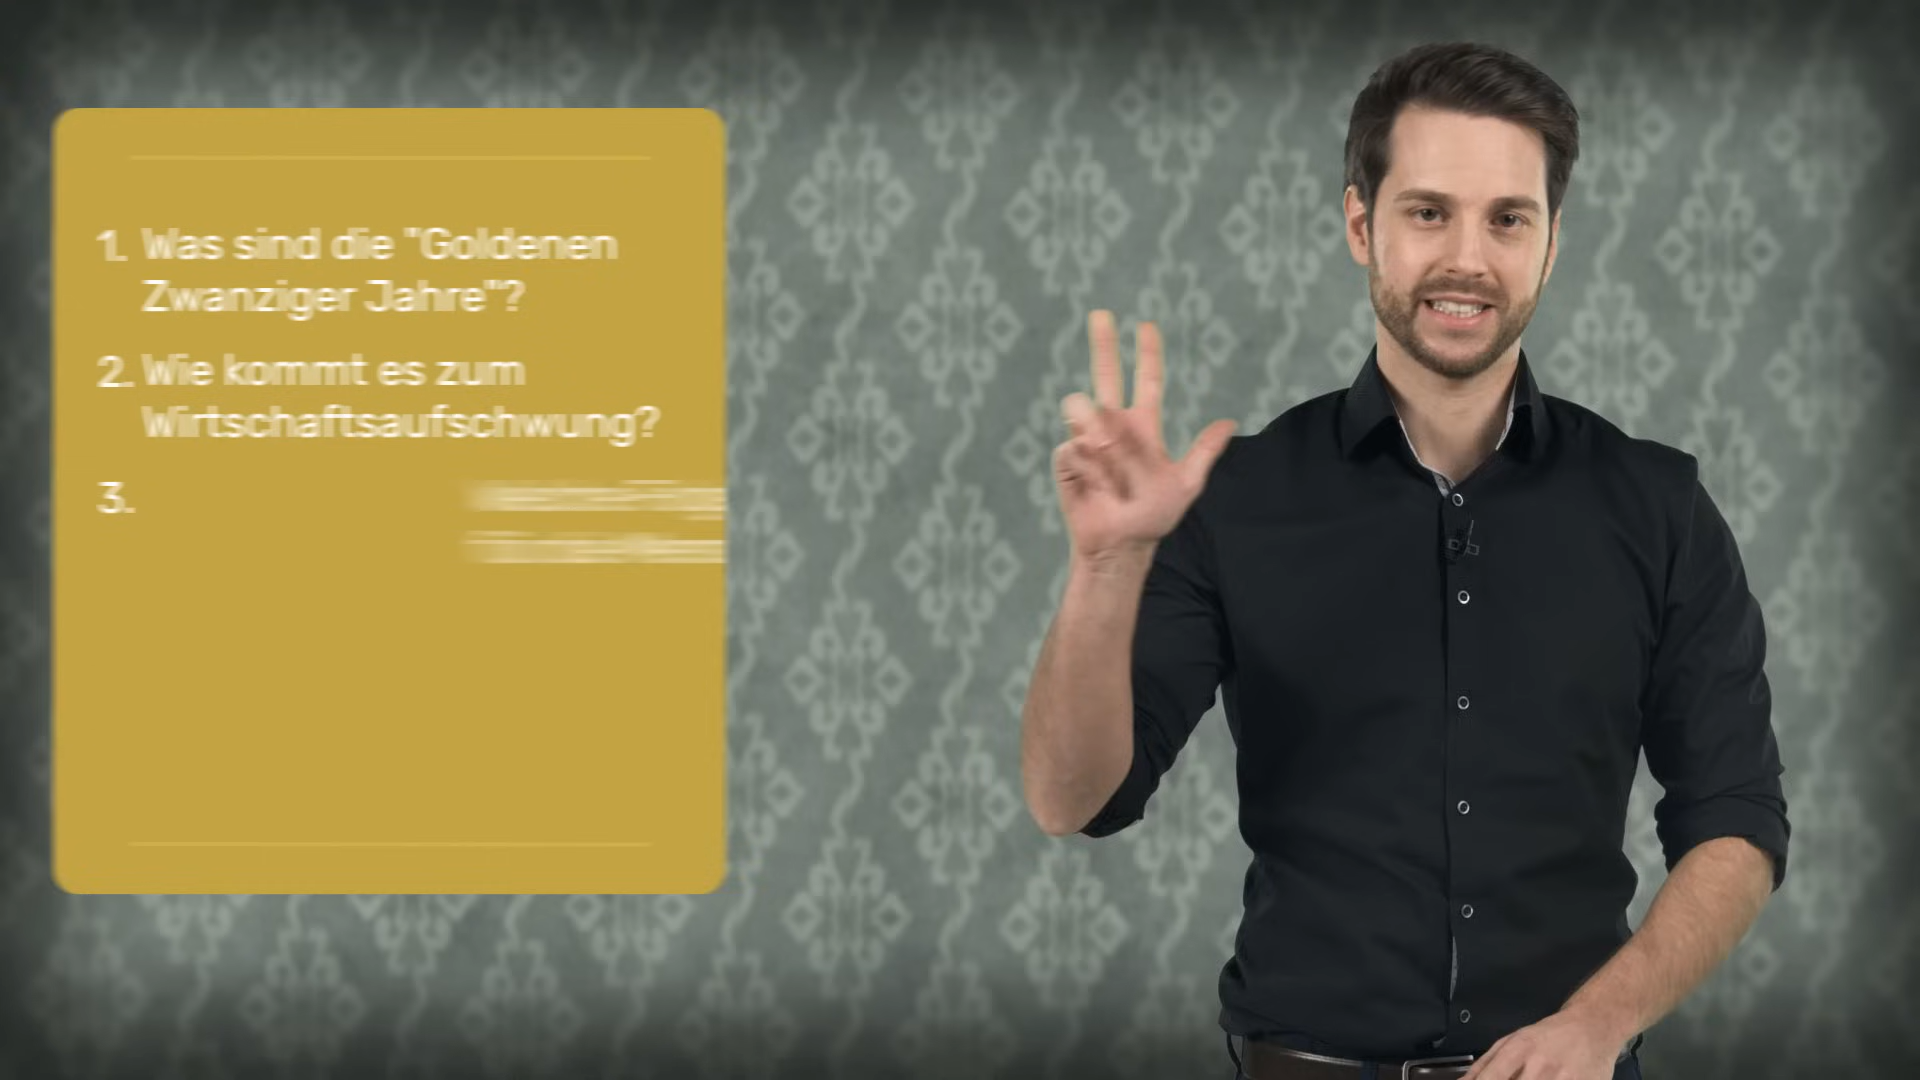 1. Was sind die "Goldenen
Zwanziger Jahre"?
2. Wie kommt es zum
Wirtschaftsaufschwung?
3.